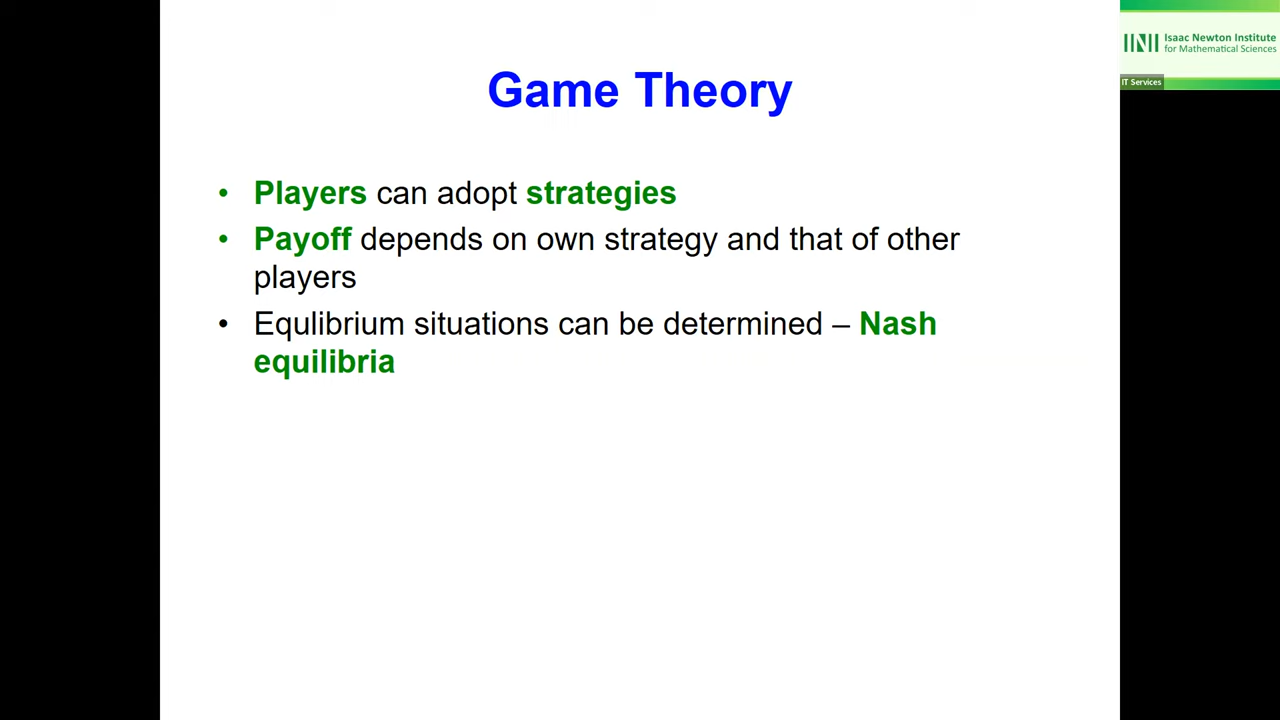 Game Theory
• Players can adopt strategies
• Payoff depends on own strategy and that of other
players
• Equlibrium situations can be determined – Nash
equilibria
Isaac Newton Institute
for Mathematical Sciences
IT Services